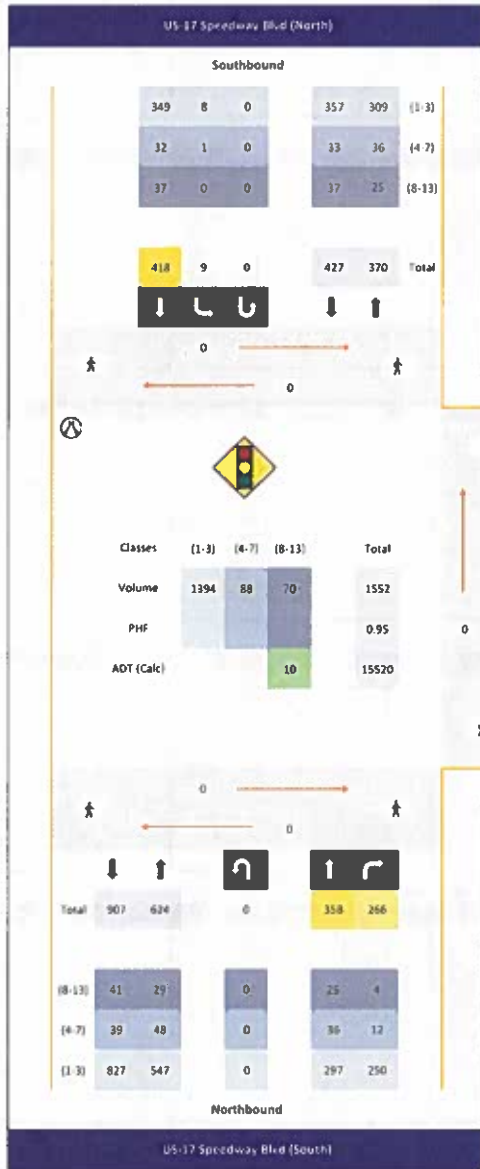 US-17 Speedway Blvd (North)
Southbound
349 8 0 357 309 (1-3)
32 1 0 33 36 (4-7)
37 0 0 37 25 (8-13)
418 9 0 427 370 Total
0
0
Classes (1-3) (4-7) (8-13) Total
Volume 1394 88 70 1552
PHF 0.95
0
ADT (Calc) 10 15520
0
0
Total 907 624 0 358 266
(8-13) 41 29 0 25 4
(4-7) 39 48 0 36 12
(1-3) 827 547 0 297 250
Northbound
US-17 Speedway Blvd (South)